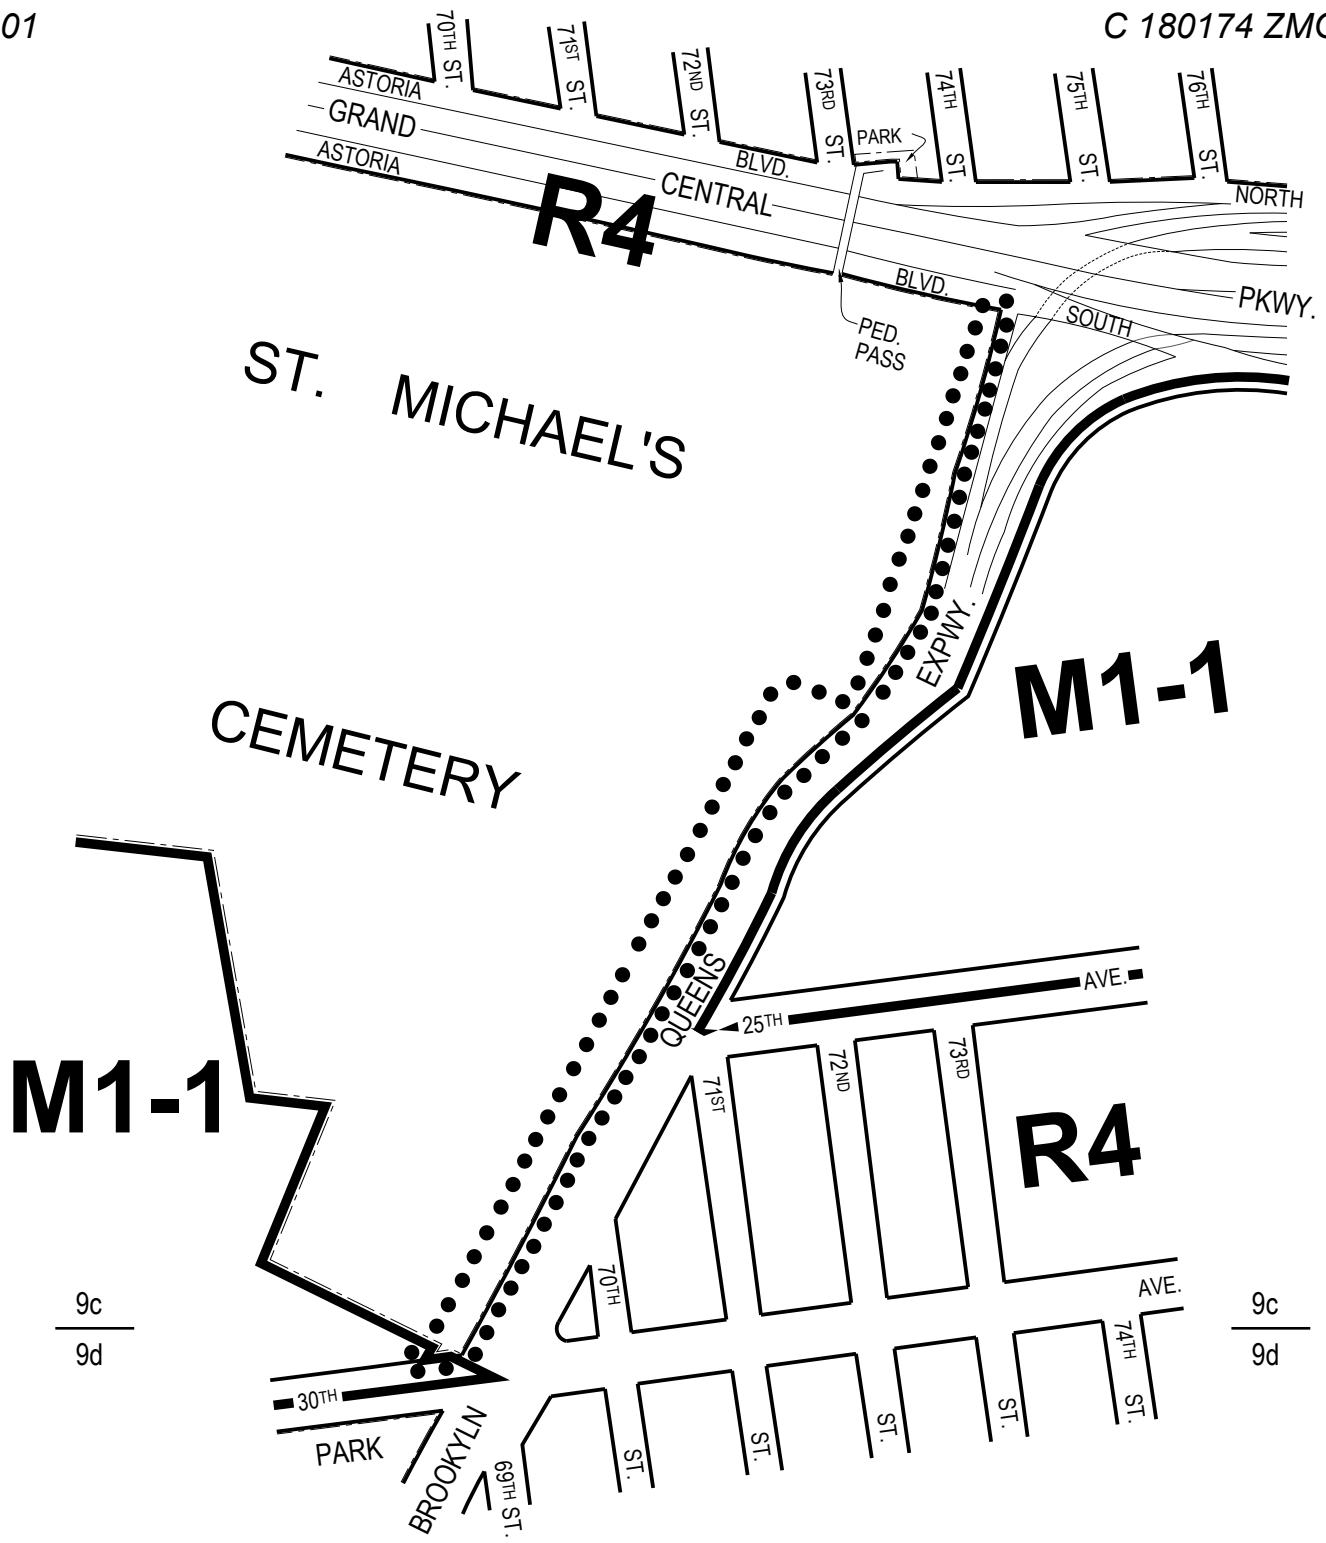 01
C 180174 ZMQ
70TH ST.
71ST ST.
72ND ST.
73RD ST.
74TH ST.
75TH ST.
76TH ST.
ASTORIA BLVD. NORTH
PARK
GRAND CENTRAL PKWY.
ASTORIA BLVD. SOUTH
R4
PED.
PASS
ST. MICHAEL'S
CEMETERY
M1-1
M1-1
BROOKYLN QUEENS EXPWY.
25TH AVE.
71ST ST.
72ND ST.
73RD ST.
R4
70TH ST.
AVE.
74TH ST.
9c
9d
9c
9d
30TH
PARK
69TH ST.
ST.